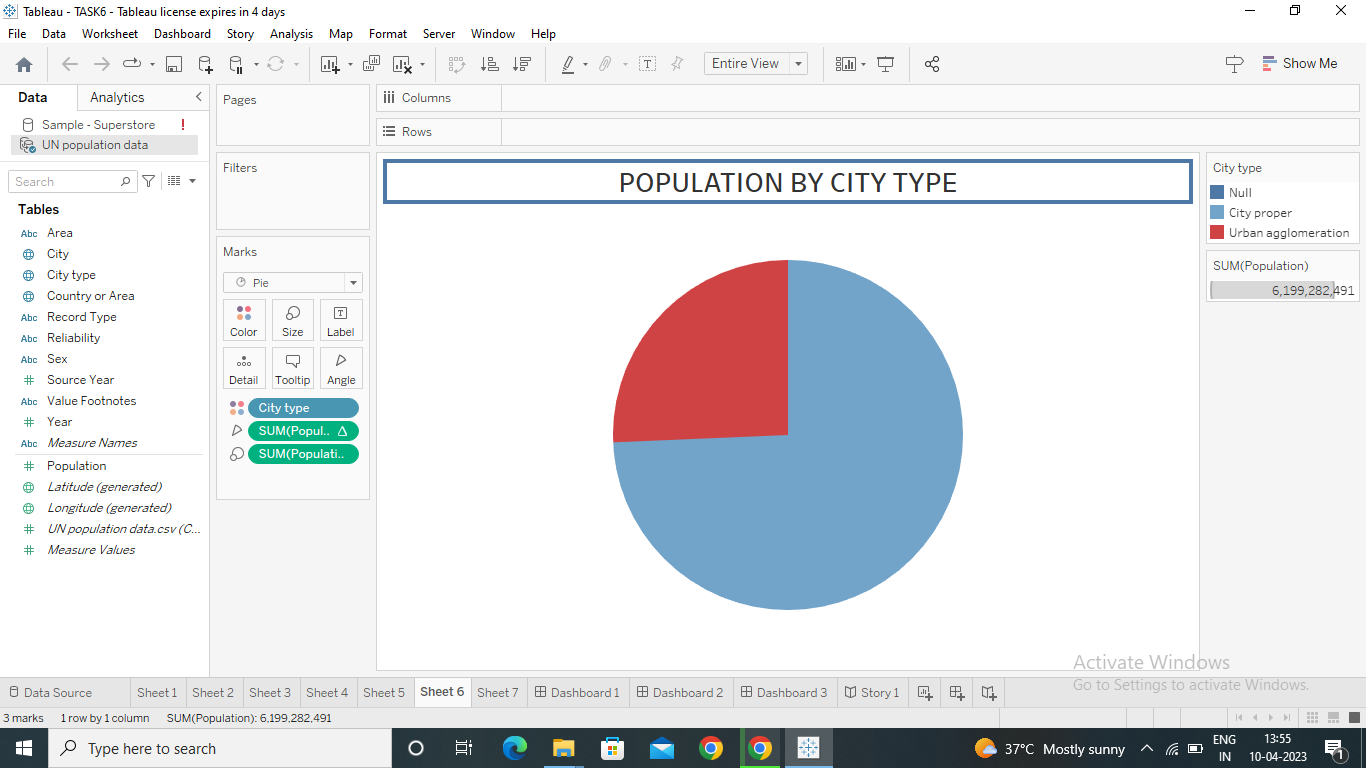 Tableau - TASK6 - Tableau license expires in 4 days
File Data Worksheet Dashboard Story Analysis Map Format Server Window Help
Entire View
Show Me
Data Analytics
Sample - Superstore !
UN population data
Search
Tables
Abc Area
City
City type
Country or Area
Abc Record Type
Abc Reliability
Abc Sex
# Source Year
Abc Value Footnotes
# Year
Abc Measure Names
# Population
Latitude (generated)
Longitude (generated)
# UN population data.csv (C...
# Measure Values
Pages
Filters
Marks
Pie
Color Size Label
Detail Tooltip Angle
City type
SUM(Popul.. △
SUM(Populati..
Columns
Rows
POPULATION BY CITY TYPE
City type
Null
City proper
Urban agglomeration
SUM(Population)
6,199,282,491
Activate Windows
Go to Settings to activate Windows.
Data Source Sheet 1 Sheet 2 Sheet 3 Sheet 4 Sheet 5 Sheet 6 Sheet 7 Dashboard 1 Dashboard 2 Dashboard 3 Story 1
3 marks 1 row by 1 column SUM(Population): 6,199,282,491
Type here to search
37°C Mostly sunny
ENG
IN
13:55
10-04-2023
1